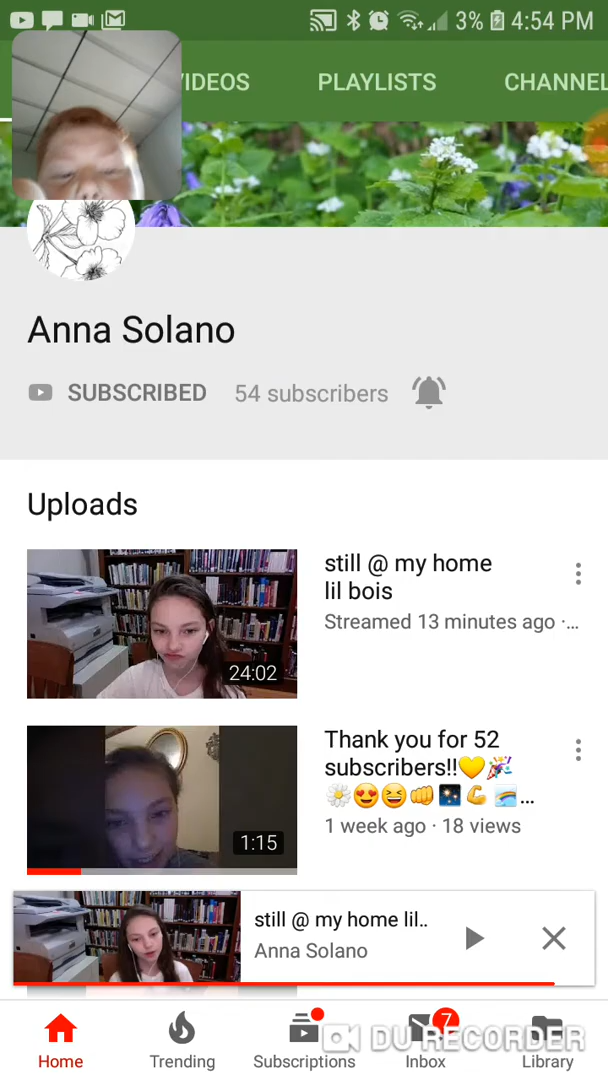 3% 4:54 PM
VIDEOS PLAYLISTS CHANNEL
Anna Solano
SUBSCRIBED 54 subscribers
Uploads
still @ my home
lil bois
Streamed 13 minutes ago ·...
24:02
Thank you for 52
subscribers!!💛🎉
🌼😍😆👊🎇💪🌈...
1 week ago · 18 views
1:15
still @ my home lil..
Anna Solano
7
DU RECORDER
Home Trending Subscriptions Inbox Library